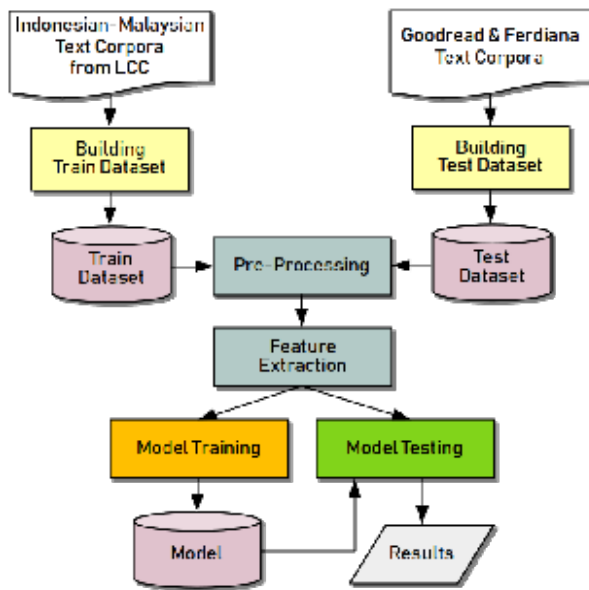 Indonesian-Malaysian
Text Corpora
from LCC
Goodread & Ferdiana
Text Corpora
Building
Train Dataset
Building
Test Dataset
Train
Dataset
Pre-Processing
Test
Dataset
Feature
Extraction
Model Training
Model Testing
Model
Results